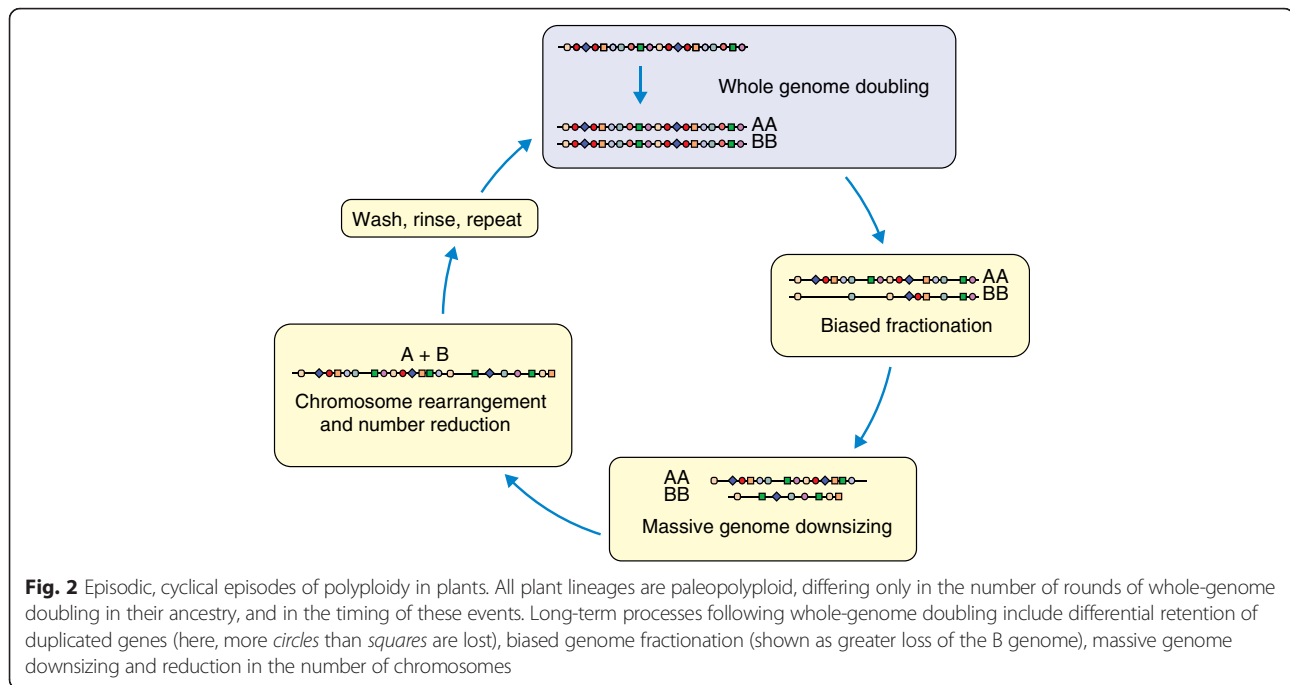 Whole genome doubling
AA
BB
Wash, rinse, repeat
AA
BB
Biased fractionation
A + B
Chromosome rearrangement
and number reduction
AA
BB
Massive genome downsizing
Fig. 2 Episodic, cyclical episodes of polyploidy in plants. All plant lineages are paleopolyploid, differing only in the number of rounds of whole-genome
doubling in their ancestry, and in the timing of these events. Long-term processes following whole-genome doubling include differential retention of
duplicated genes (here, more circles than squares are lost), biased genome fractionation (shown as greater loss of the B genome), massive genome
downsizing and reduction in the number of chromosomes